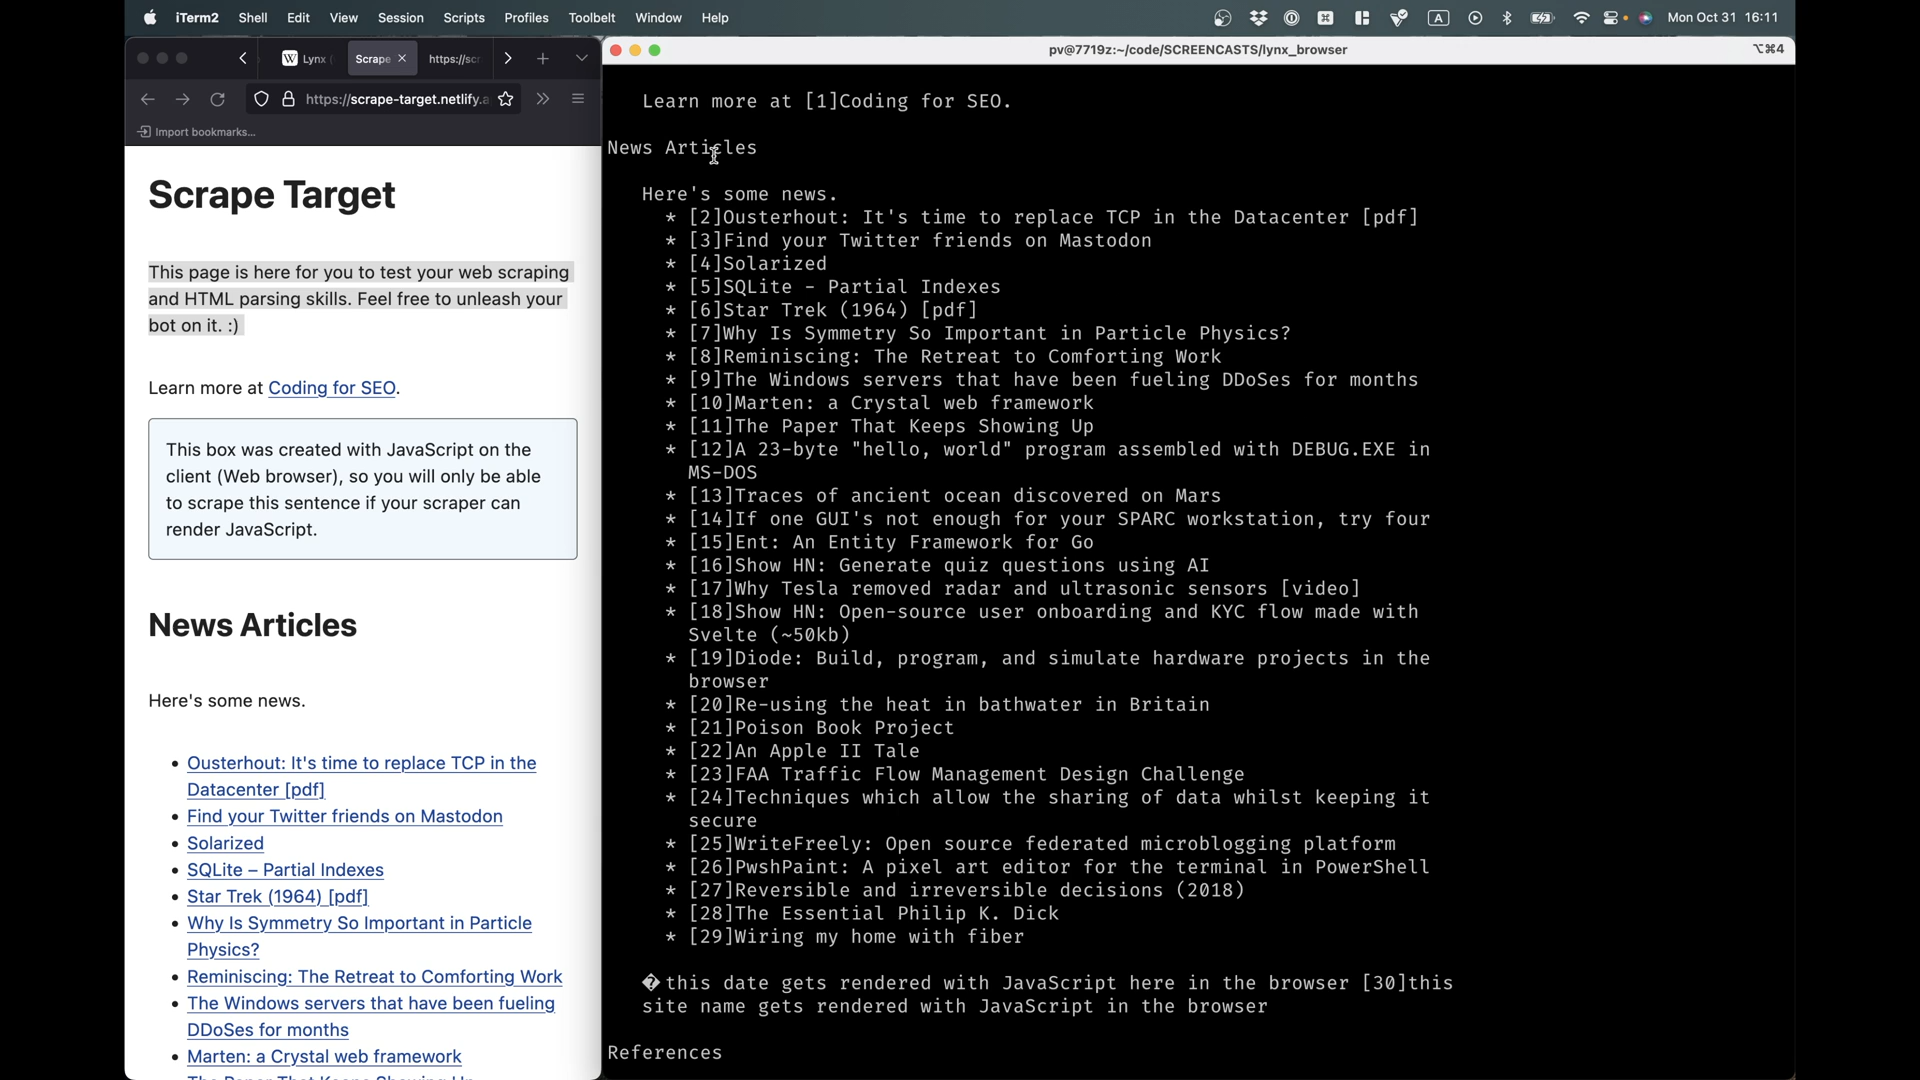 iTerm2 Shell Edit View Session Scripts Profiles Toolbelt Window Help
A
Mon Oct 31 16:11
W Lynx
Scrape
https://scr
https://scrape-target.netlify.a
Import bookmarks...
Scrape Target
This page is here for you to test your web scraping
and HTML parsing skills. Feel free to unleash your
bot on it. :)
Learn more at Coding for SEO.
This box was created with JavaScript on the
client (Web browser), so you will only be able
to scrape this sentence if your scraper can
render JavaScript.
News Articles
Here's some news.
• Ousterhout: It's time to replace TCP in the
Datacenter [pdf]
• Find your Twitter friends on Mastodon
• Solarized
• SQLite – Partial Indexes
• Star Trek (1964) [pdf]
• Why Is Symmetry So Important in Particle
Physics?
• Reminiscing: The Retreat to Comforting Work
• The Windows servers that have been fueling
DDoSes for months
• Marten: a Crystal web framework
pv@7719z:~/code/SCREENCASTS/lynx_browser
⌥⌘4
Learn more at [1]Coding for SEO.
News Articles
Here's some news.
* [2]Ousterhout: It's time to replace TCP in the Datacenter [pdf]
* [3]Find your Twitter friends on Mastodon
* [4]Solarized
* [5]SQLite - Partial Indexes
* [6]Star Trek (1964) [pdf]
* [7]Why Is Symmetry So Important in Particle Physics?
* [8]Reminiscing: The Retreat to Comforting Work
* [9]The Windows servers that have been fueling DDoSes for months
* [10]Marten: a Crystal web framework
* [11]The Paper That Keeps Showing Up
* [12]A 23-byte "hello, world" program assembled with DEBUG.EXE in
MS-DOS
* [13]Traces of ancient ocean discovered on Mars
* [14]If one GUI's not enough for your SPARC workstation, try four
* [15]Ent: An Entity Framework for Go
* [16]Show HN: Generate quiz questions using AI
* [17]Why Tesla removed radar and ultrasonic sensors [video]
* [18]Show HN: Open-source user onboarding and KYC flow made with
Svelte (~50kb)
* [19]Diode: Build, program, and simulate hardware projects in the
browser
* [20]Re-using the heat in bathwater in Britain
* [21]Poison Book Project
* [22]An Apple II Tale
* [23]FAA Traffic Flow Management Design Challenge
* [24]Techniques which allow the sharing of data whilst keeping it
secure
* [25]WriteFreely: Open source federated microblogging platform
* [26]PwshPaint: A pixel art editor for the terminal in PowerShell
* [27]Reversible and irreversible decisions (2018)
* [28]The Essential Philip K. Dick
* [29]Wiring my home with fiber
�this date gets rendered with JavaScript here in the browser [30]this
site name gets rendered with JavaScript in the browser
References